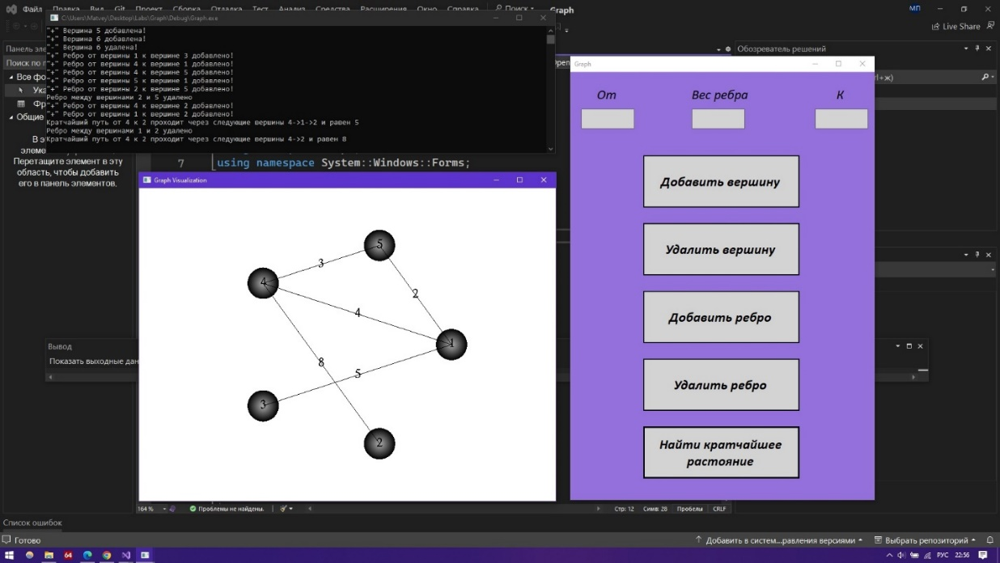 Файл Правка Вид Git Проект Сборка Отладка Тест Анализ Средства Расширения Окно Справка Поиск Graph МП
Live Share
C:\Users\Matvey\Desktop\Labs\Graph\Debug\Graph.exe
"+" Вершина 5 добавлена!
"+" Вершина 6 добавлена!
"-" Вершина 6 удалена!
"+" Ребро от вершины 1 к вершине 3 добавлено!
"+" Ребро от вершины 4 к вершине 1 добавлено!
"+" Ребро от вершины 4 к вершине 5 добавлено!
"+" Ребро от вершины 5 к вершине 1 добавлено!
"+" Ребро от вершины 2 к вершине 5 добавлено!
Ребро между вершинами 2 и 5 удалено
"+" Ребро от вершины 4 к вершине 2 добавлено!
"+" Ребро от вершины 1 к вершине 2 добавлено!
Кратчайший путь от 4 к 2 проходит через следующие вершины 4->1->2 и равен 5
Ребро между вершинами 1 и 2 удалено
Кратчайший путь от 4 к 2 проходит через следующие вершины 4->2 и равен 8
Панель эле
Поиск по п
Все фо
Ука
Фр
Общие
В э
элеме
Перетащите элемент в эту
область, чтобы добавить
его в панель элементов.
7 using namespace System::Windows::Forms;
Обозреватель решений
l+ж)
Graph
От Вес ребра К
Добавить вершину
Удалить вершину
Добавить ребро
Удалить ребро
Найти кратчайшее
растояние
Graph Visualization
5
3
4
2
4
1
8
5
3
2
Вывод
Показать выходные дан
164 % Проблемы не найдены. Стр: 12 Симв: 28 Пробелы CRLF
Список ошибок
Готово Добавить в систем...равления версиями Выбрать репозиторий
64 РУС 22:56